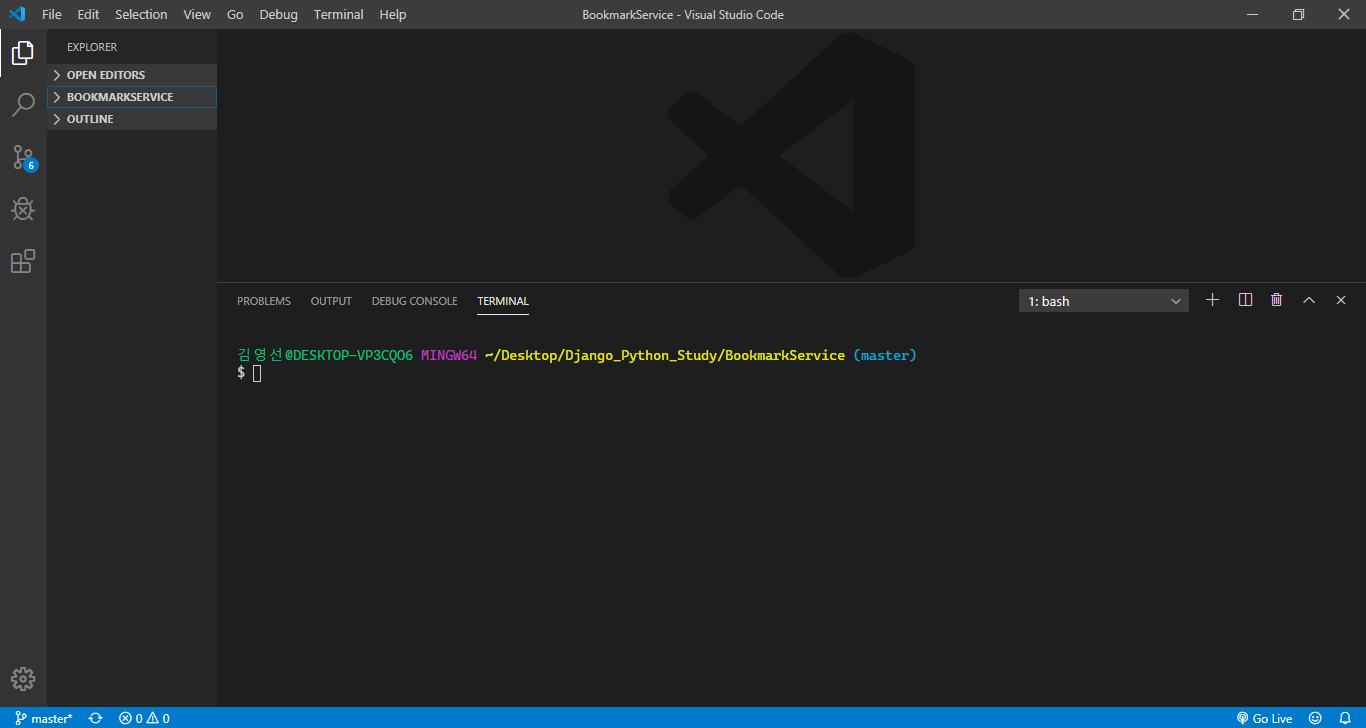 File Edit Selection View Go Debug Terminal Help BookmarkService - Visual Studio Code
EXPLORER
OPEN EDITORS
BOOKMARKSERVICE
OUTLINE
6
PROBLEMS OUTPUT DEBUG CONSOLE TERMINAL 1: bash
김영선@DESKTOP-VP3CQO6 MINGW64 ~/Desktop/Django_Python_Study/BookmarkService (master)
$
master* 0 0 Go Live